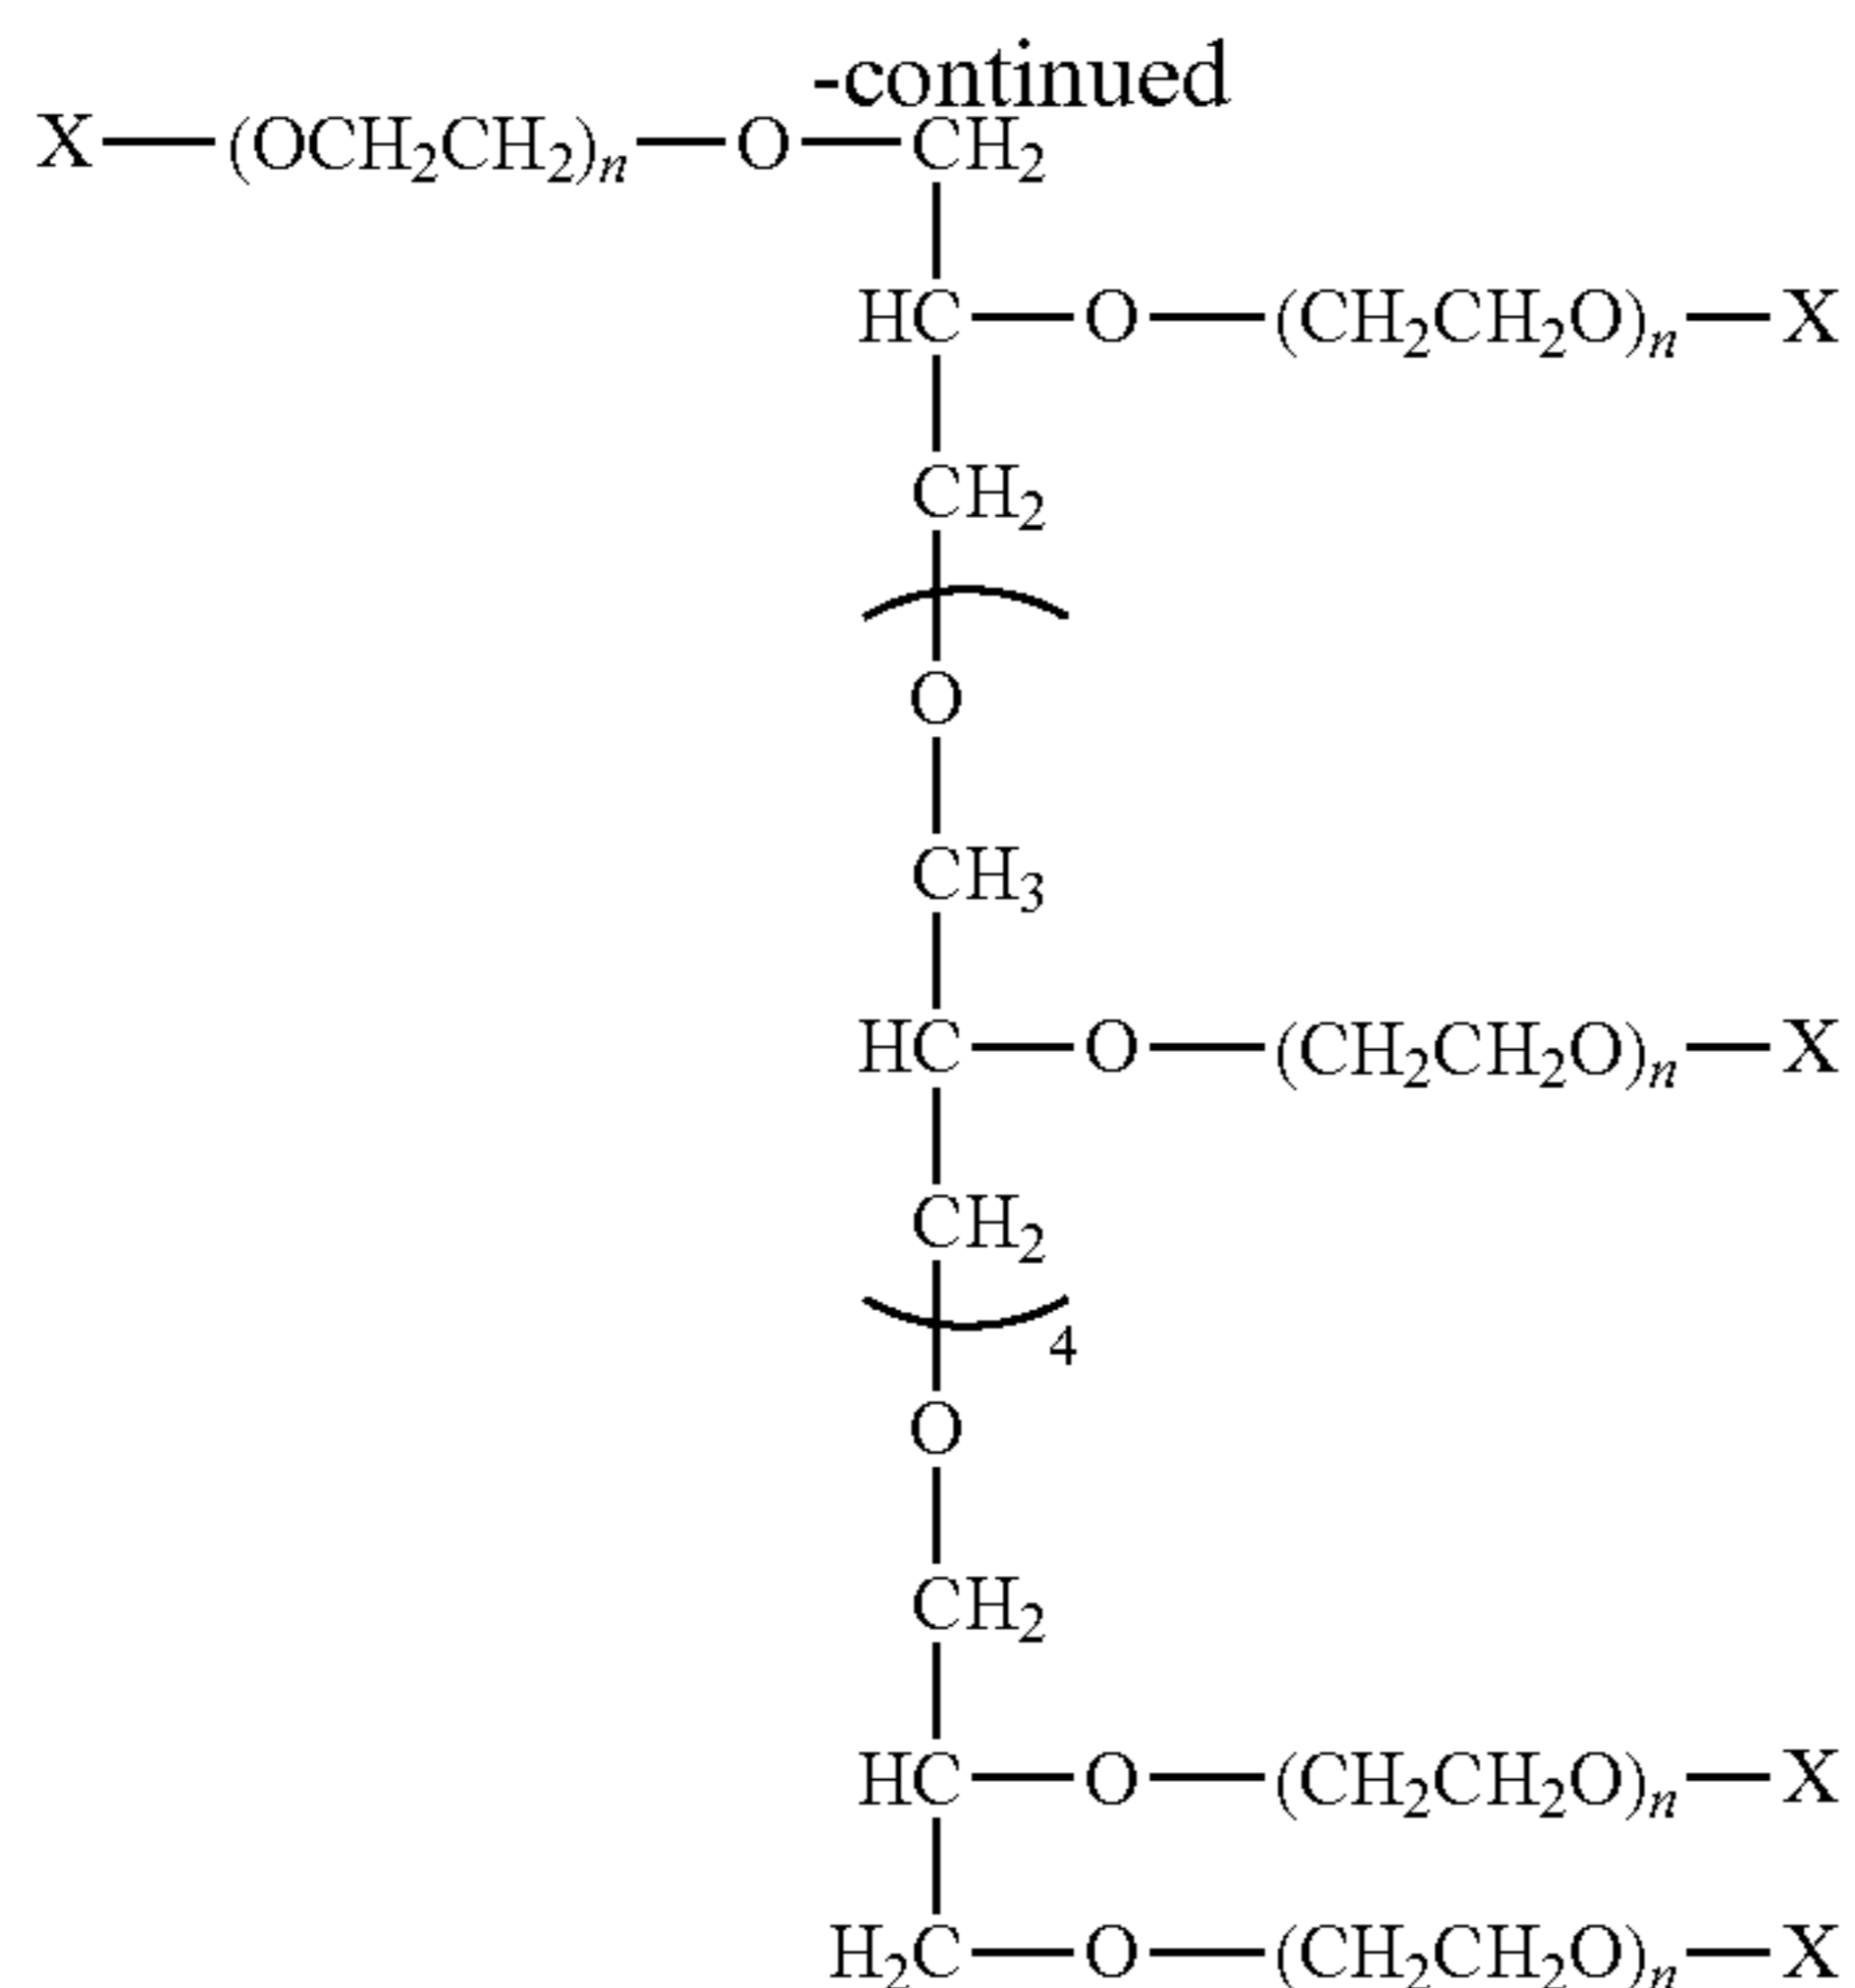 -continued
X—(OCH₂CH₂)ₙ—O—CH₂
HC—O—(CH₂CH₂O)ₙ—X
CH₂
O
CH₃
HC—O—(CH₂CH₂O)ₙ—X
CH₂
4
O
CH₂
HC—O—(CH₂CH₂O)ₙ—X
H₂C—O—(CH₂CH₂O)ₙ—X